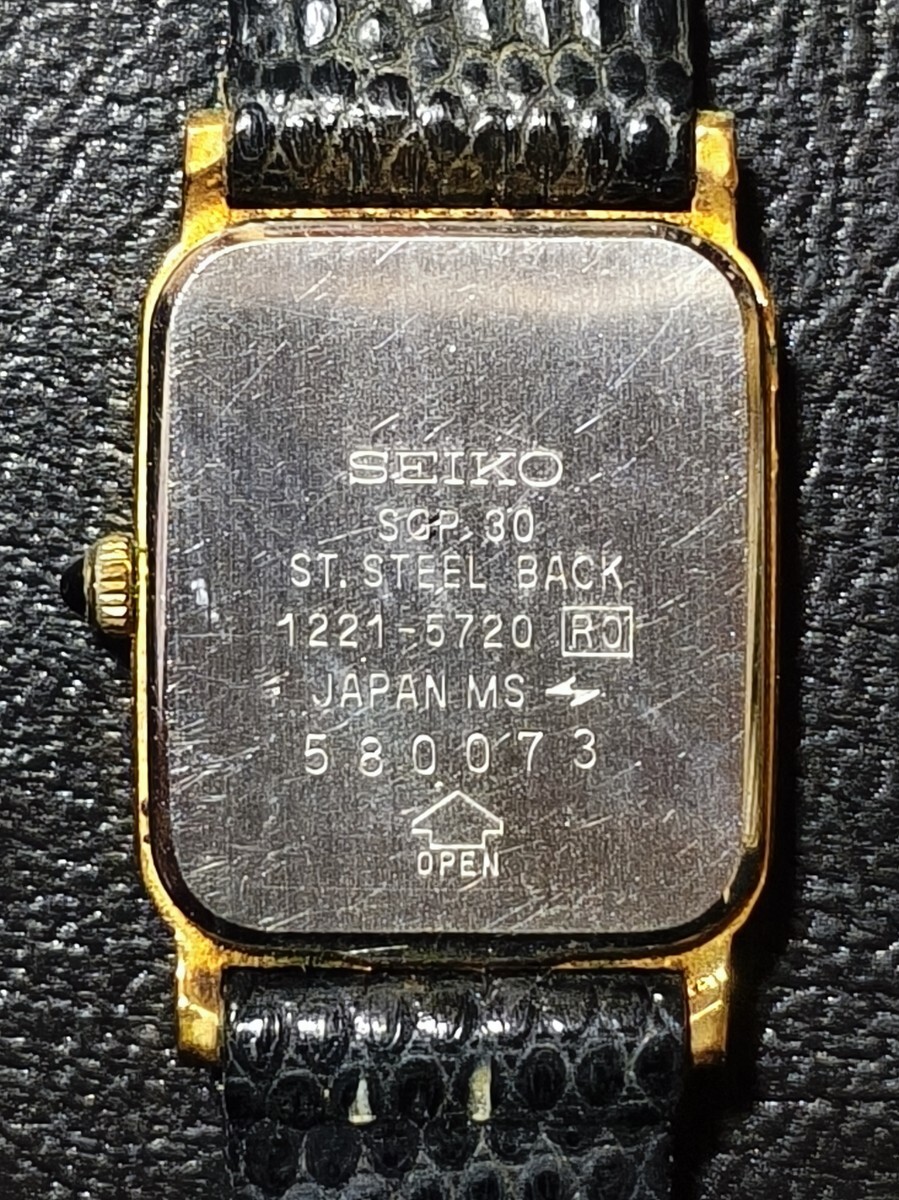 SEIKO
SGP 30
ST. STEEL BACK
1221-5720 R0
JAPAN MS
580073
OPEN